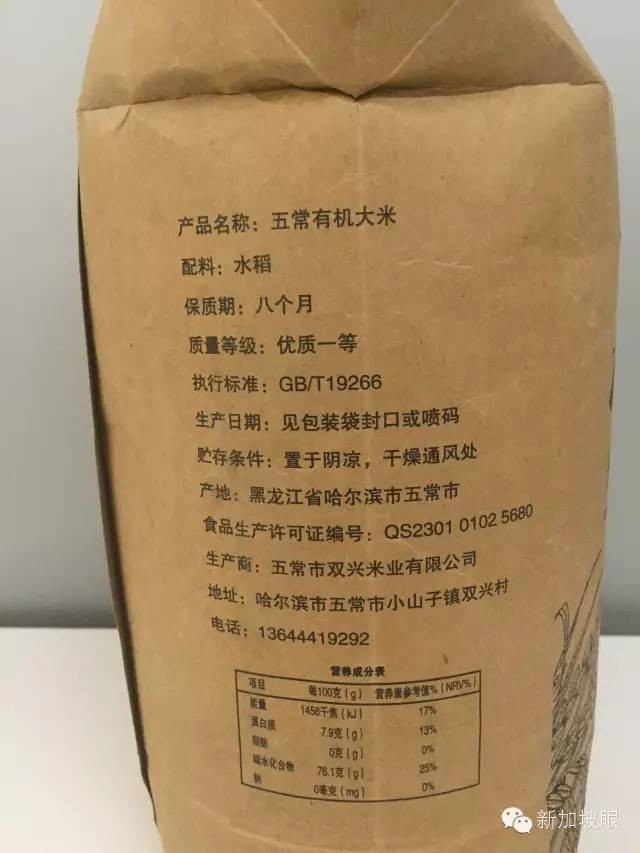 产品名称：五常有机大米
配料：水稻
保质期：八个月
质量等级：优质一等
执行标准：GB/T19266
生产日期：见包装袋封口或喷码
贮存条件：置于阴凉，干燥通风处
产地：黑龙江省哈尔滨市五常市
食品生产许可证编号：QS2301 0102 5680
生产商：五常市双兴米业有限公司
地址：哈尔滨市五常市小山子镇双兴村
电话：13644419292
营养成分表
项目 每100克（g） 营养素参考值%（NRV%）
能量 1458千焦（kJ） 17%
蛋白质 7.9克（g） 13%
脂肪 0克（g） 0%
碳水化合物 76.1克（g） 25%
钠 0毫克（mg） 0%
新加坡眼